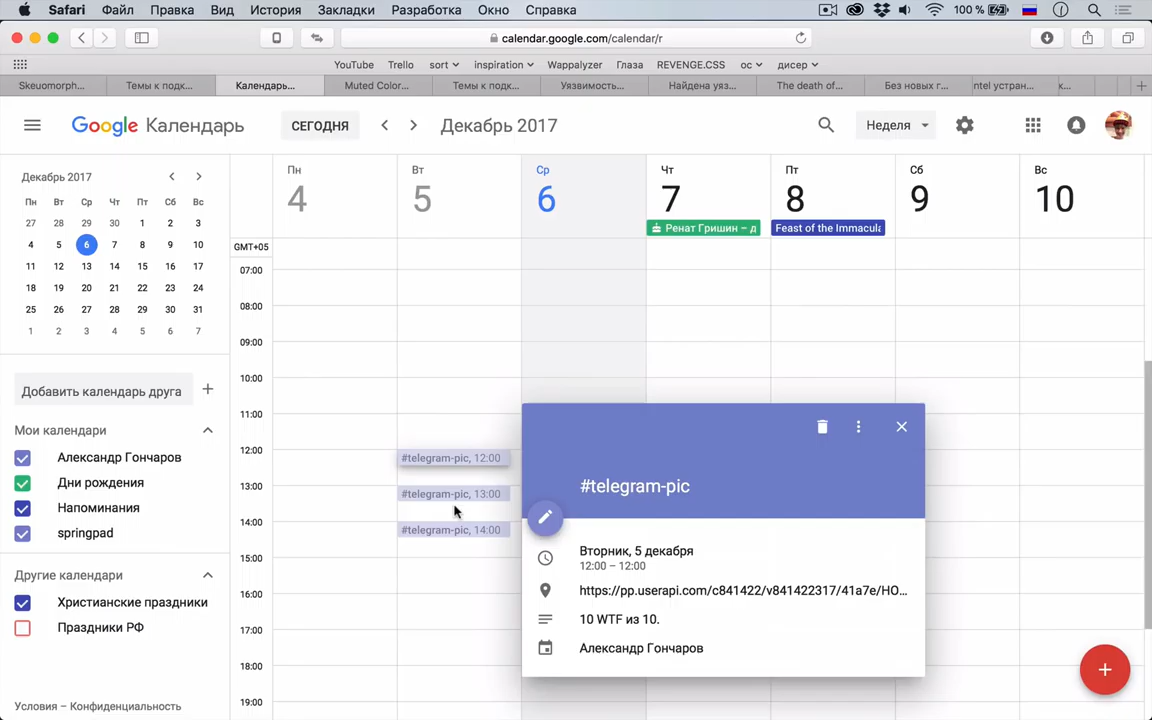 Safari Файл Правка Вид История Закладки Разработка Окно Справка 100 %
calendar.google.com/calendar/r
YouTube Trello sort inspiration Wappalyzer Глаза REVENGE.CSS ос дисер
Skeuomorph... Темы к подк... Календарь... Muted Color... Темы к подк... Уязвимость... Найдена уяз... The death of... Без новых г... ntel устран... к...
Google Календарь СЕГОДНЯ Декабрь 2017 Неделя
Декабрь 2017
Пн Вт Ср Чт Пт Сб Вс
27 28 29 30 1 2 3
4 5 6 7 8 9 10
11 12 13 14 15 16 17
18 19 20 21 22 23 24
25 26 27 28 29 30 31
1 2 3 4 5 6 7
Добавить календарь друга
Мои календари
Александр Гончаров
Дни рождения
Напоминания
springpad
Другие календари
Христианские праздники
Праздники РФ
Условия – Конфиденциальность
Пн Вт Ср Чт Пт Сб Вс
4 5 6 7 8 9 10
Ренат Гришин – д Feast of the Immacula
GMT+05
07:00
08:00
09:00
10:00
11:00
12:00
13:00
14:00
15:00
16:00
17:00
18:00
19:00
#telegram-pic, 12:00
#telegram-pic, 13:00
#telegram-pic, 14:00
#telegram-pic
Вторник, 5 декабря
12:00 – 12:00
https://pp.userapi.com/c841422/v841422317/41a7e/HO...
10 WTF из 10.
Александр Гончаров